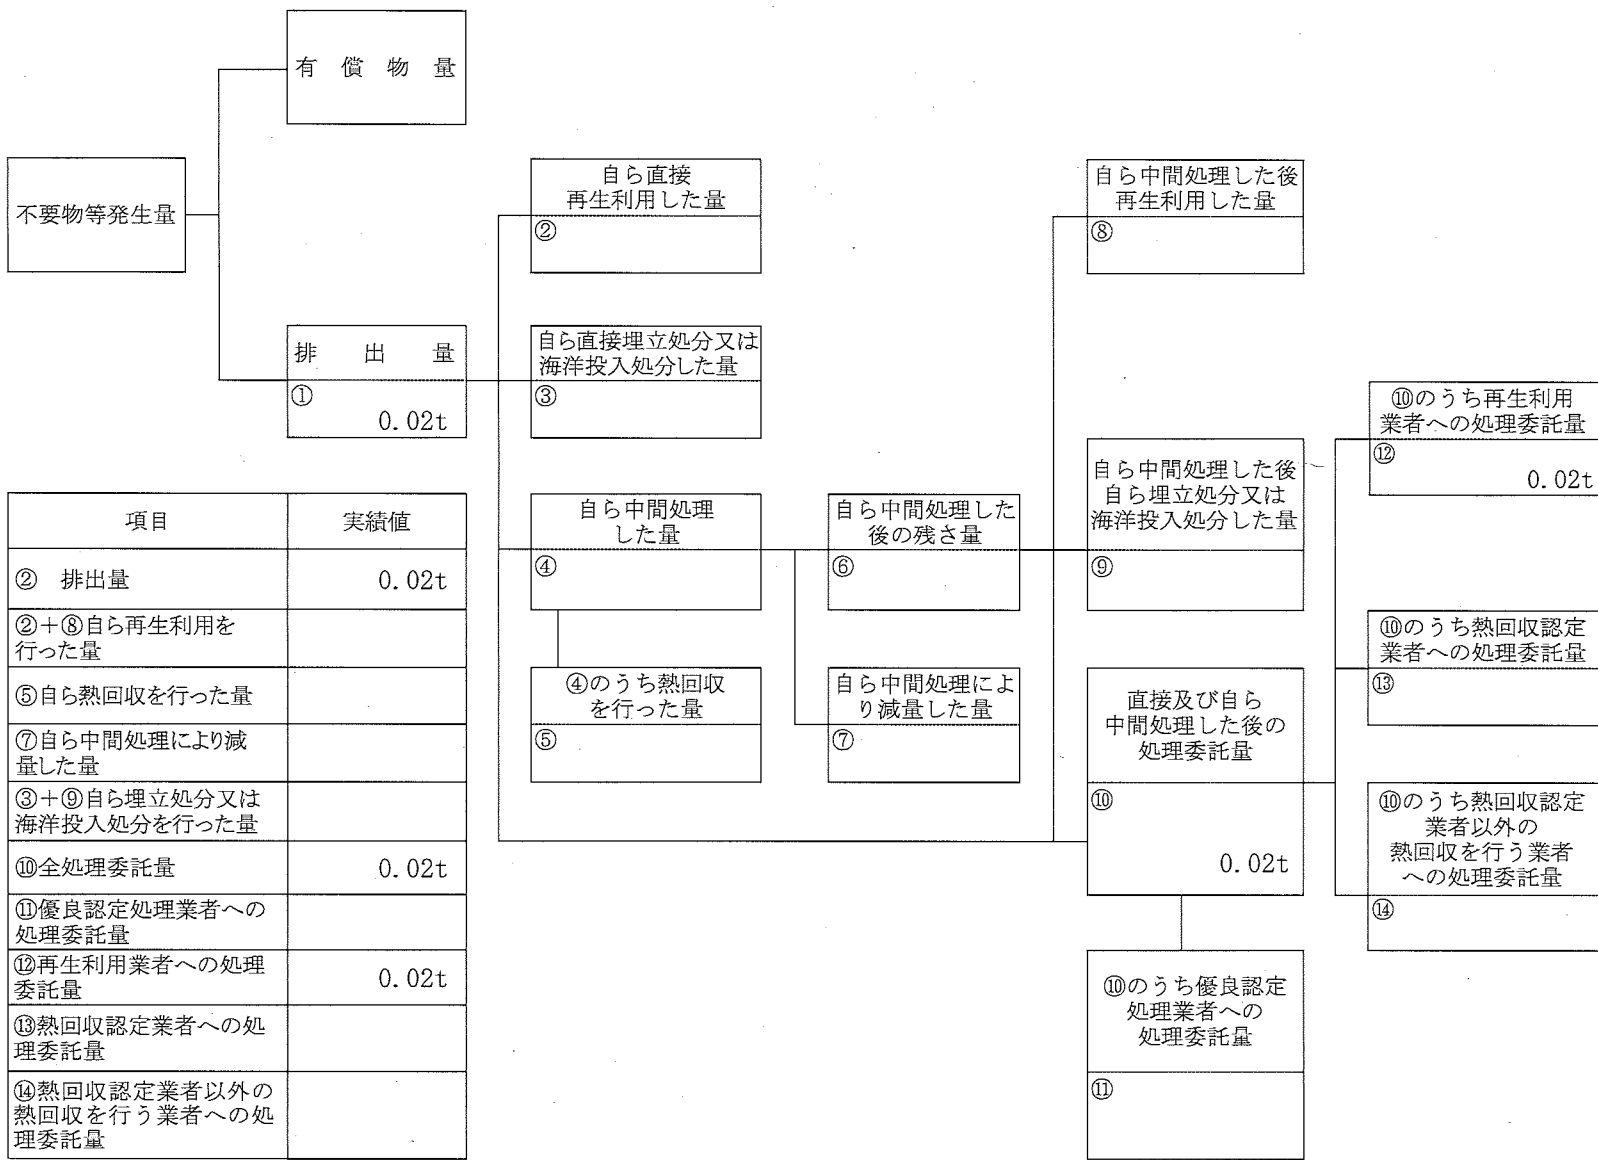 有償物量
不要物等発生量
排出量
①
0.02t
自ら直接
再生利用した量
②
自ら直接埋立処分又は
海洋投入処分した量
③
自ら中間処理
した量
④
④のうち熱回収
を行った量
⑤
自ら中間処理した
後の残さ量
⑥
自ら中間処理によ
り減量した量
⑦
自ら中間処理した後
再生利用した量
⑧
自ら中間処理した後
自ら埋立処分又は
海洋投入処分した量
⑨
直接及び自ら
中間処理した後の
処理委託量
⑩
0.02t
⑩のうち優良認定
処理業者への
処理委託量
⑪
⑩のうち再生利用
業者への処理委託量
⑫
0.02t
⑩のうち熱回収認定
業者への処理委託量
⑬
⑩のうち熱回収認定
業者以外の
熱回収を行う業者
への処理委託量
⑭
項目 実績値
② 排出量 0.02t
②+⑧自ら再生利用を
行った量
⑤自ら熱回収を行った量
⑦自ら中間処理により減
量した量
③+⑨自ら埋立処分又は
海洋投入処分を行った量
⑩全処理委託量 0.02t
⑪優良認定処理業者への
処理委託量
⑫再生利用業者への処理
委託量 0.02t
⑬熱回収認定業者への処
理委託量
⑭熱回収認定業者以外の
熱回収を行う業者への処
理委託量